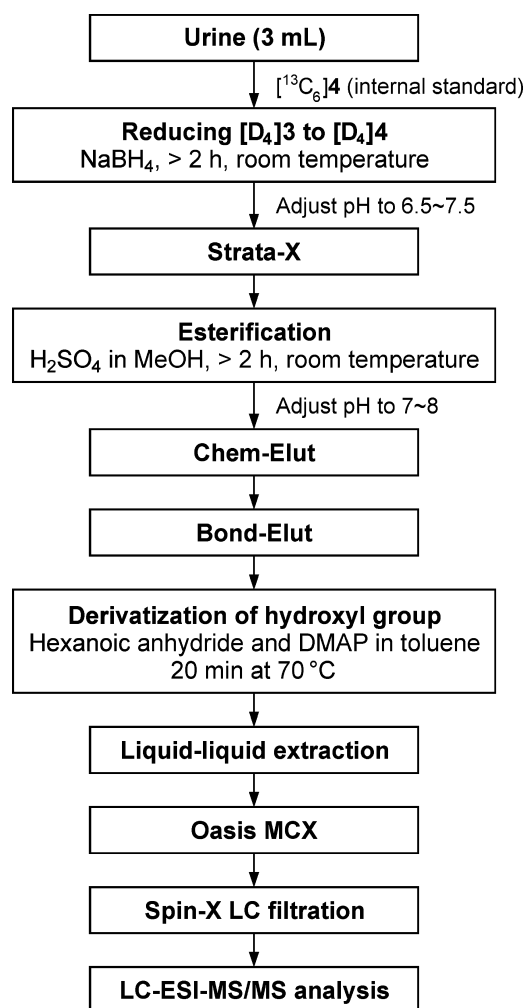 Urine (3 mL)
[¹³C₆]4 (internal standard)
Reducing [D₄]3 to [D₄]4
NaBH₄, > 2 h, room temperature
Adjust pH to 6.5~7.5
Strata-X
Esterification
H₂SO₄ in MeOH, > 2 h, room temperature
Adjust pH to 7~8
Chem-Elut
Bond-Elut
Derivatization of hydroxyl group
Hexanoic anhydride and DMAP in toluene
20 min at 70 °C
Liquid-liquid extraction
Oasis MCX
Spin-X LC filtration
LC-ESI-MS/MS analysis